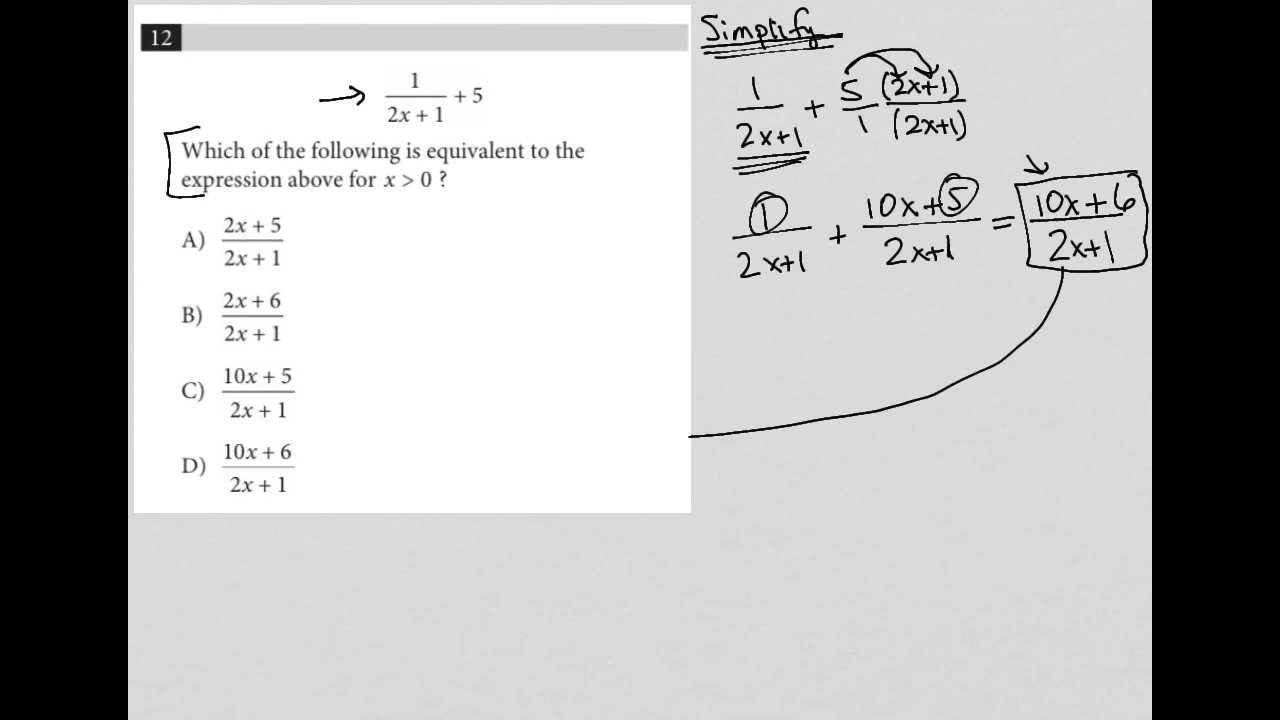 12
1/(2x + 1) + 5
Which of the following is equivalent to the
expression above for x > 0 ?
A) (2x + 5)/(2x + 1)
B) (2x + 6)/(2x + 1)
C) (10x + 5)/(2x + 1)
D) (10x + 6)/(2x + 1)
Simplify
1/(2x+1) + 5/1 (2x+1)/(2x+1)
1/(2x+1) + (10x+5)/(2x+1) = (10x+6)/(2x+1)